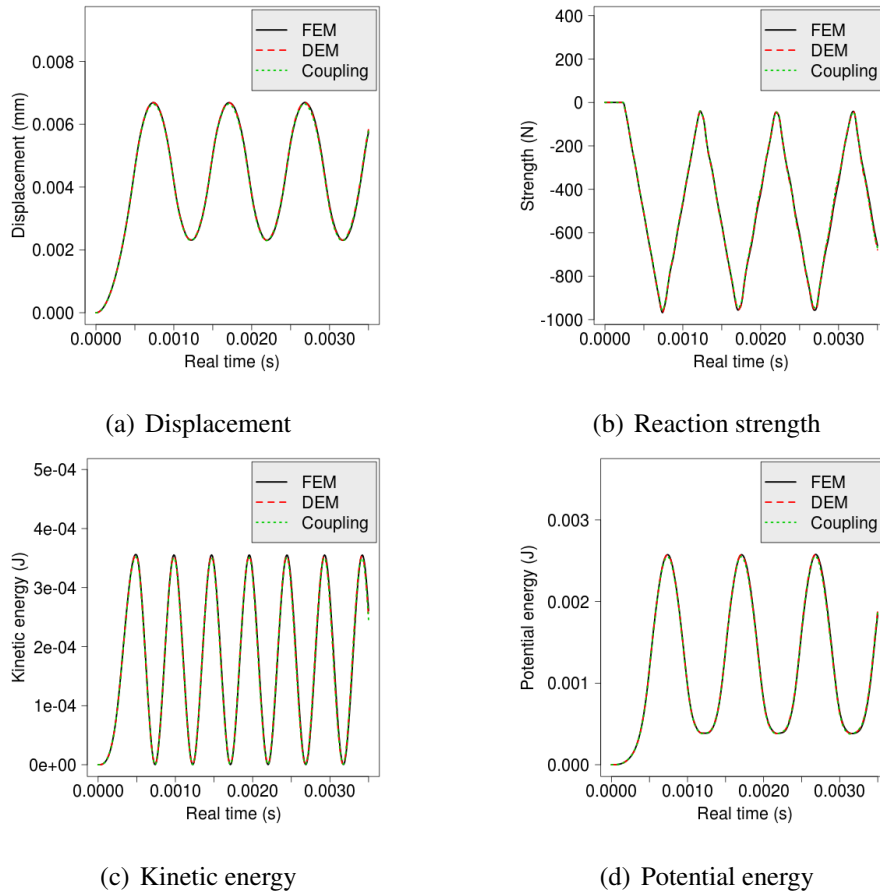 FEM
DEM
Coupling
0.008
0.006
0.004
0.002
0.000
Displacement (mm)
0.0000 0.0010 0.0020 0.0030
Real time (s)
(a) Displacement
FEM
DEM
Coupling
400
200
0
-200
-400
-600
-800
-1000
Strength (N)
0.0000 0.0010 0.0020 0.0030
Real time (s)
(b) Reaction strength
FEM
DEM
Coupling
5e-04
4e-04
3e-04
2e-04
1e-04
0e+00
Kinetic energy (J)
0.0000 0.0010 0.0020 0.0030
Real time (s)
(c) Kinetic energy
FEM
DEM
Coupling
0.003
0.002
0.001
0.000
Potential energy (J)
0.0000 0.0010 0.0020 0.0030
Real time (s)
(d) Potential energy